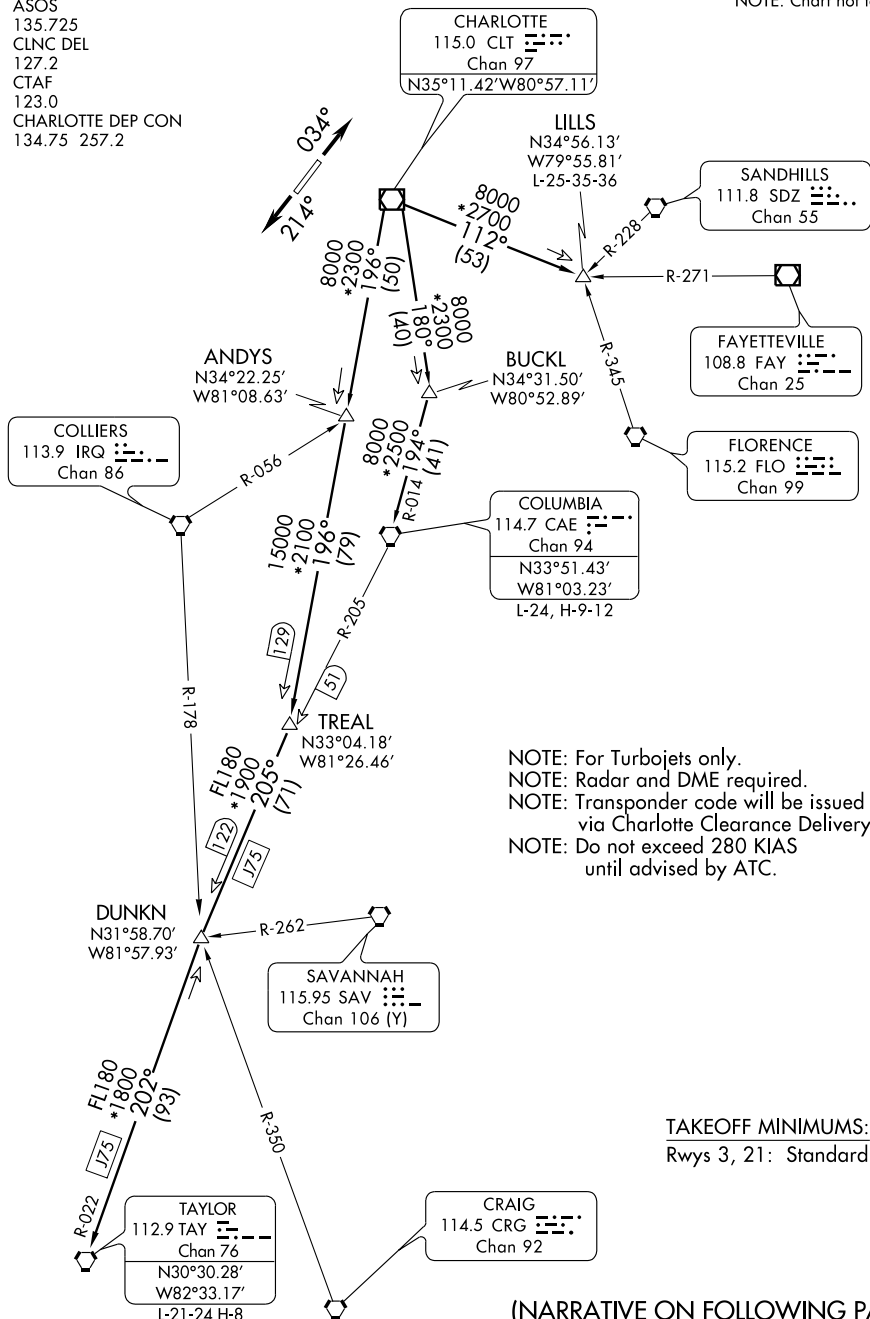 ASOS
135.725
CLNC DEL
127.2
CTAF
123.0
CHARLOTTE DEP CON
134.75 257.2
NOTE: Chart not
CHARLOTTE
115.0 CLT
Chan 97
N35°11.42'W80°57.11'
034°
214°
LILLS
N34°56.13'
W79°55.81'
L-25-35-36
SANDHILLS
111.8 SDZ
Chan 55
R-228
R-271
FAYETTEVILLE
108.8 FAY
Chan 25
R-345
FLORENCE
115.2 FLO
Chan 99
8000
*2700
112°
(53)
8000
*2300
196°
(50)
8000
*2300
180°
(40)
ANDYS
N34°22.25'
W81°08.63'
BUCKL
N34°31.50'
W80°52.89'
COLLIERS
113.9 IRQ
Chan 86
R-056
8000
*2500
194°
(41)
R-014
COLUMBIA
114.7 CAE
Chan 94
N33°51.43'
W81°03.23'
L-24, H-9-12
15000
*2100
196°
(79)
R-205
129
51
R-178
TREAL
N33°04.18'
W81°26.46'
FL180
*1900
205°
(71)
122
J75
NOTE: For Turbojets only.
NOTE: Radar and DME required.
NOTE: Transponder code will be issued
via Charlotte Clearance Delivery
NOTE: Do not exceed 280 KIAS
until advised by ATC.
DUNKN
N31°58.70'
W81°57.93'
R-262
SAVANNAH
115.95 SAV
Chan 106 (Y)
FL180
*1800
202°
(93)
J75
R-022
R-350
TAKEOFF MINIMUMS:
Rwys 3, 21: Standard
TAYLOR
112.9 TAY
Chan 76
N30°30.28'
W82°33.17'
L-21-24 H-8
CRAIG
114.5 CRG
Chan 92
(NARRATIVE ON FOLLOWING